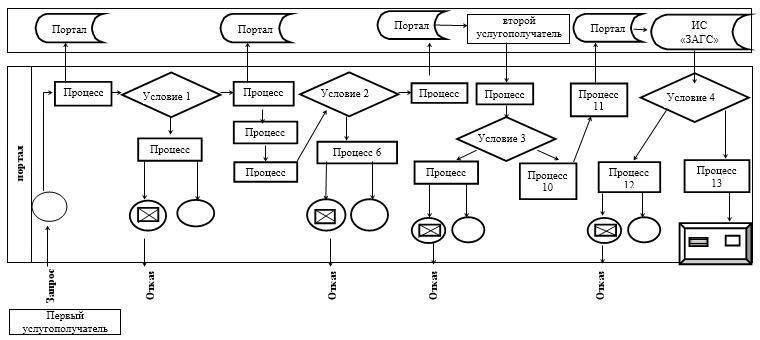 Портал
Портал
Портал
второй
услугополучатель
Портал
ИС
«ЗАГС»
портал
Процесс
Условие 1
Процесс
Процесс
Процесс
Процесс
Условие 2
Процесс 6
Процесс
Процесс
Условие 3
Процесс
Процесс
10
Процесс
11
Условие 4
Процесс
12
Процесс
13
Запрос
Отказ
Отказ
Отказ
Отказ
Первый
услугополучатель